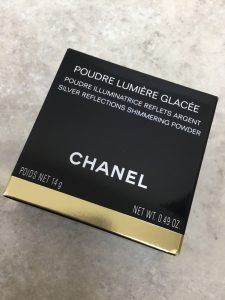 POUDRE LUMIÈRE GLACÉE
POUDRE ILLUMINATRICE REFLETS ARGENT
SILVER REFLECTIONS SHIMMERING POWDER
CHANEL
POIDS NET 14 g
NET WT. 0.49 OZ.